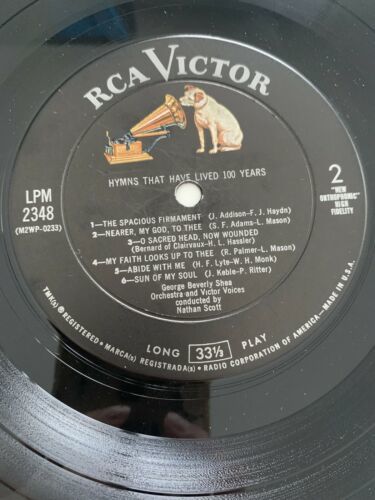 RCA VICTOR
HYMNS THAT HAVE LIVED 100 YEARS
LPM
2348
(M2WP-0233)
2
"NEW
ORTHOPHONIC"
HIGH
FIDELITY
1—THE SPACIOUS FIRMAMENT (J. Addison-F. J. Haydn)
2—NEARER, MY GOD, TO THEE (S. F. Adams-L. Mason)
3—O SACRED HEAD, NOW WOUNDED
(Bernard of Clairvaux-H. L. Hassler)
4—MY FAITH LOOKS UP TO THEE (R. Palmer-L. Mason)
5—ABIDE WITH ME (H. F. Lyte-W. H. Monk)
6—SUN OF MY SOUL (J. Keble-P. Ritter)
George Beverly Shea
Orchestra and Victor Voices
conducted by
Nathan Scott
LONG 33⅓ PLAY
TMK(s) ® REGISTERED • MARCA(s) REGISTRADA(s) • RADIO CORPORATION OF AMERICA—MADE IN U.S.A.